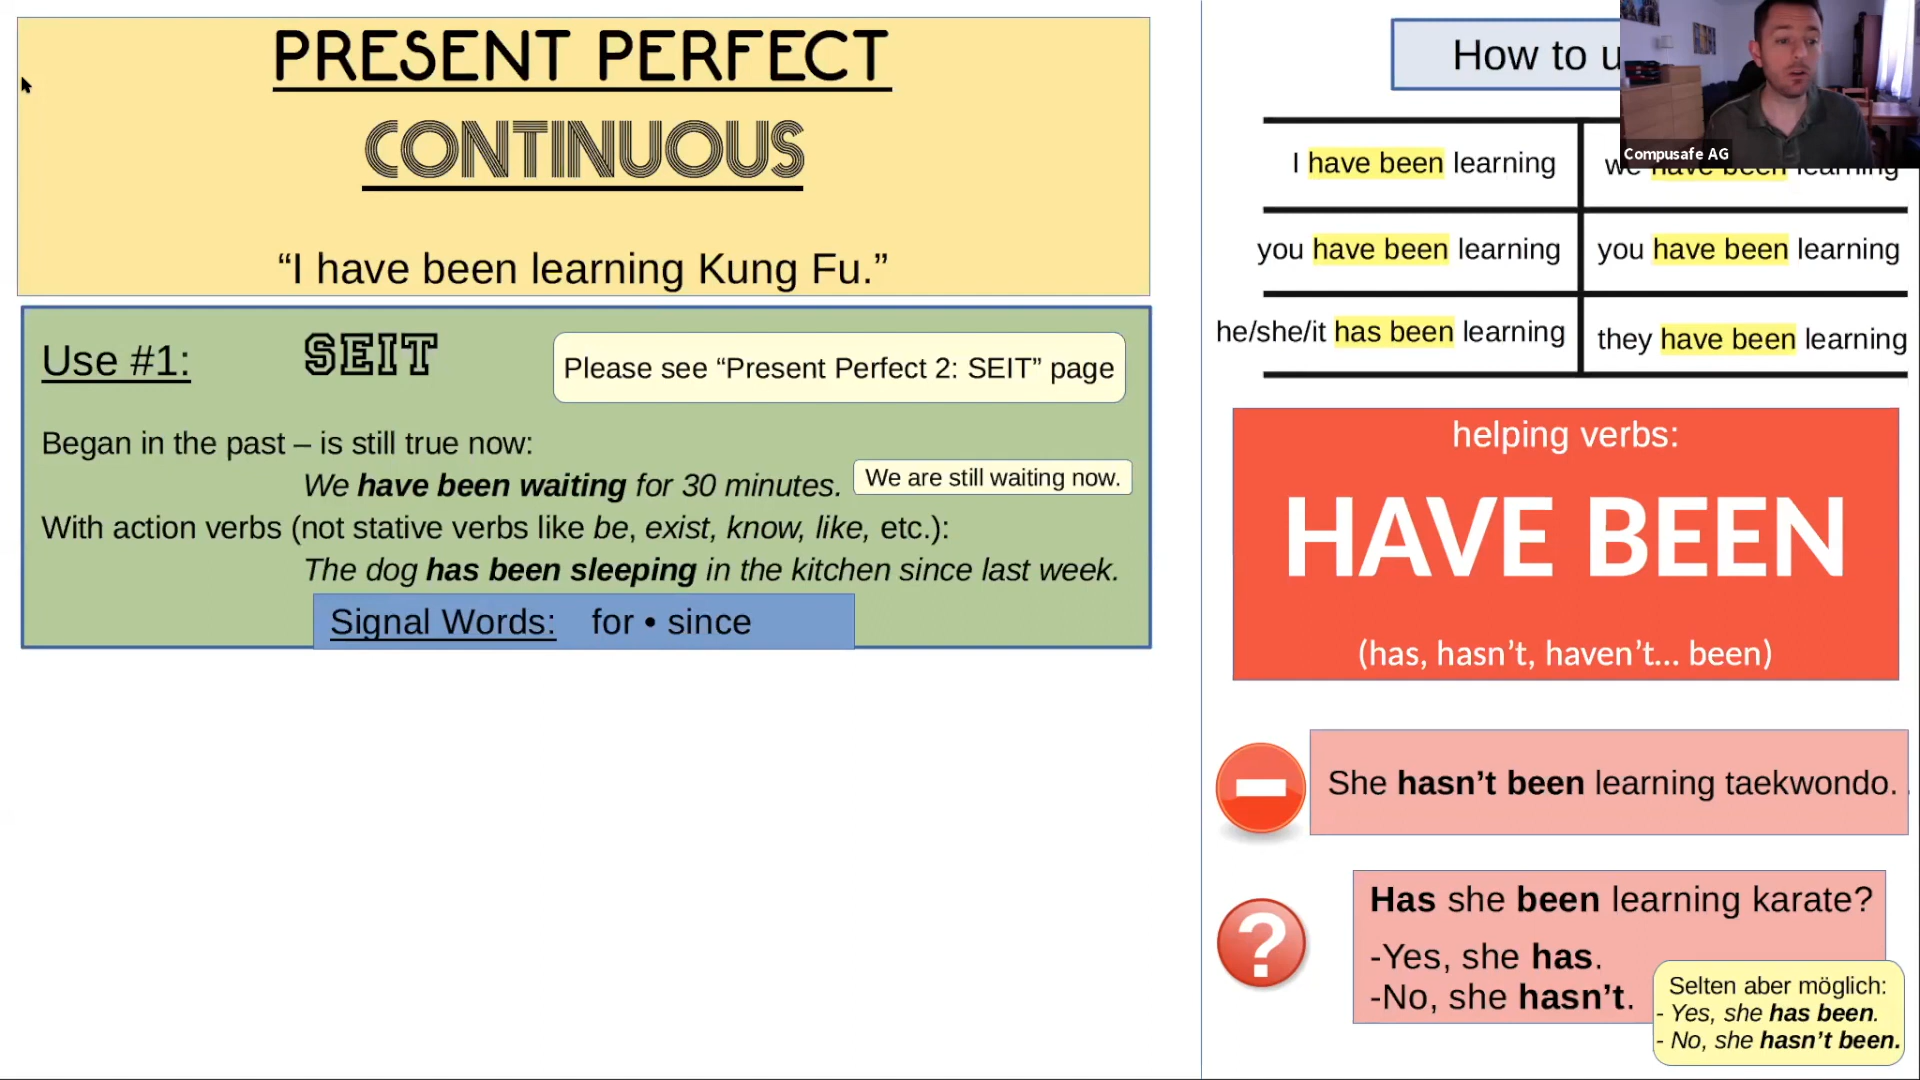 PRESENT PERFECT
CONTINUOUS
“I have been learning Kung Fu.”
Use #1:
SEIT
Please see “Present Perfect 2: SEIT” page
Began in the past – is still true now:
We have been waiting for 30 minutes.
We are still waiting now.
With action verbs (not stative verbs like be, exist, know, like, etc.):
The dog has been sleeping in the kitchen since last week.
Signal Words: for • since
How to u
Compusafe AG
I have been learning
we have been learning
you have been learning
you have been learning
he/she/it has been learning
they have been learning
helping verbs:
HAVE BEEN
(has, hasn’t, haven’t... been)
She hasn’t been learning taekwondo.
Has she been learning karate?
-Yes, she has.
-No, she hasn’t.
Selten aber möglich:
- Yes, she has been.
- No, she hasn’t been.